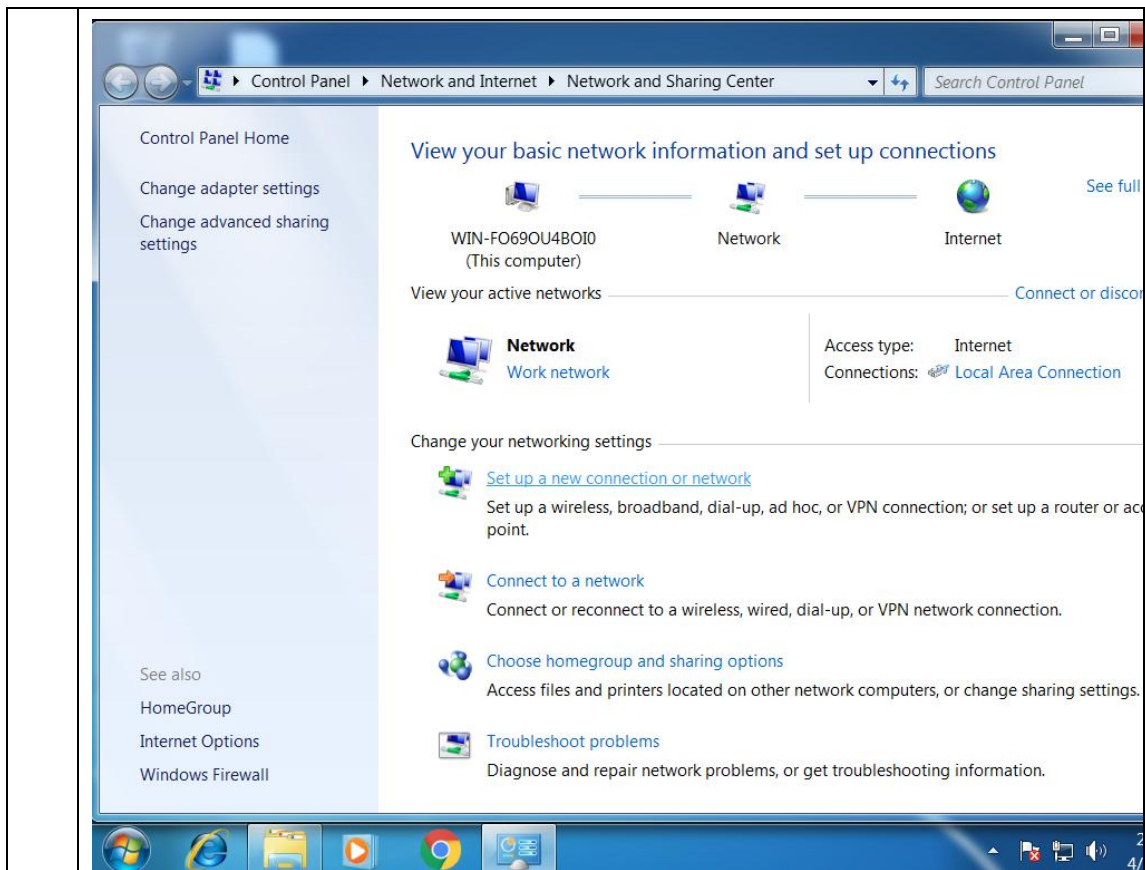 Control Panel Network and Internet Network and Sharing Center
Search Control Panel
Control Panel Home
Change adapter settings
Change advanced sharing
settings
View your basic network information and set up connections
See full
WIN-FO69OU4BOI0
(This computer)
Network
Internet
View your active networks
Connect or
Network
Work network
Access type: Internet
Connections: Local Area Connection
Change your networking settings
Set up a new connection or network
Set up a wireless, broadband, dial-up, ad hoc, or VPN connection; or set up a router or
point.
Connect to a network
Connect or reconnect to a wireless, wired, dial-up, or VPN network connection.
Choose homegroup and sharing options
Access files and printers located on other network computers, or change sharing settings.
Troubleshoot problems
Diagnose and repair network problems, or get troubleshooting information.
See also
HomeGroup
Internet Options
Windows Firewall